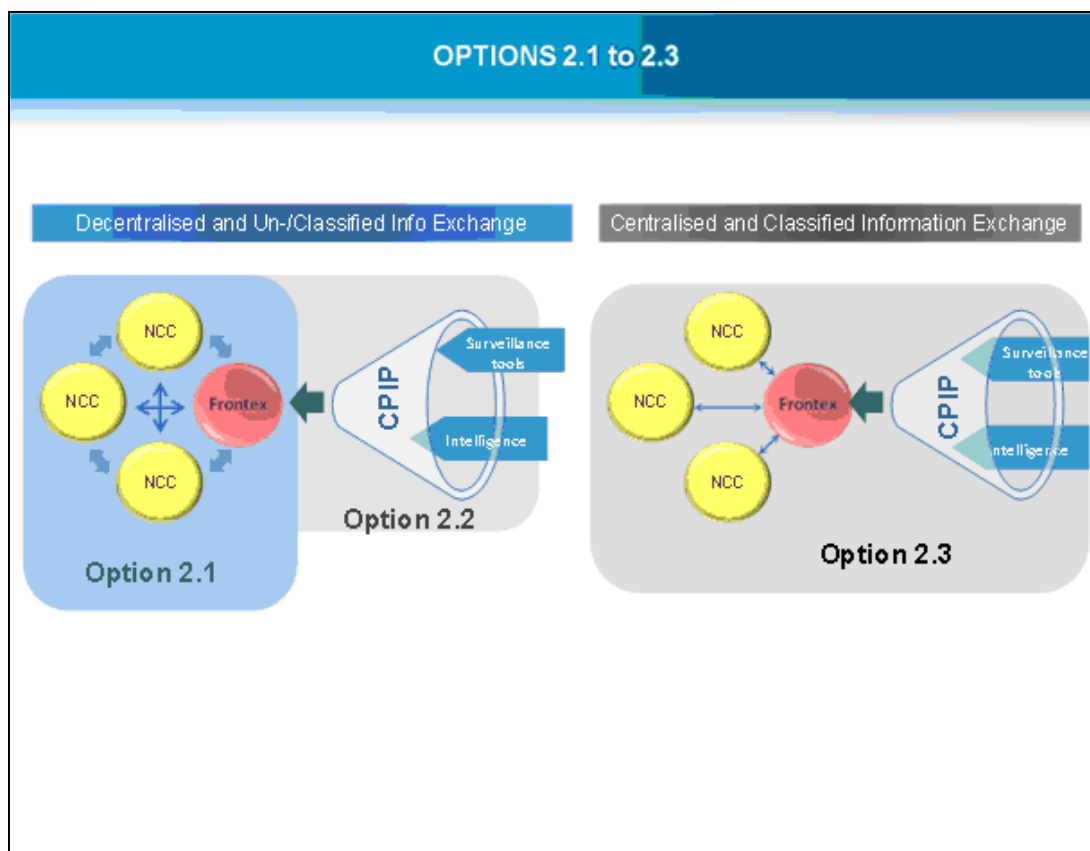 OPTIONS 2.1 to 2.3
Decentralised and Un-/Classified Info Exchange
NCC
NCC
Frontex
NCC
CPIP
Surveillance
tools
Intelligence
Option 2.2
Option 2.1
Centralised and Classified Information Exchange
NCC
NCC
Frontex
NCC
CPIP
Surveillance
tools
Intelligence
Option 2.3